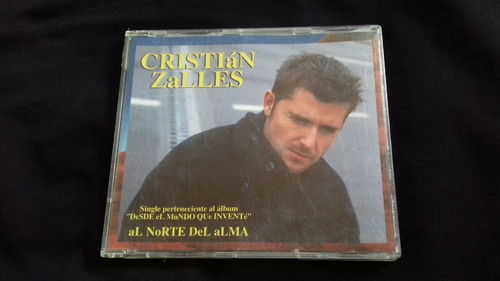 CRISTIáN
ZaLLES
Single perteneciente al álbum
"DeSDE eL MuNDO QUe INVENTé"
aL NoRTE DeL aLMA